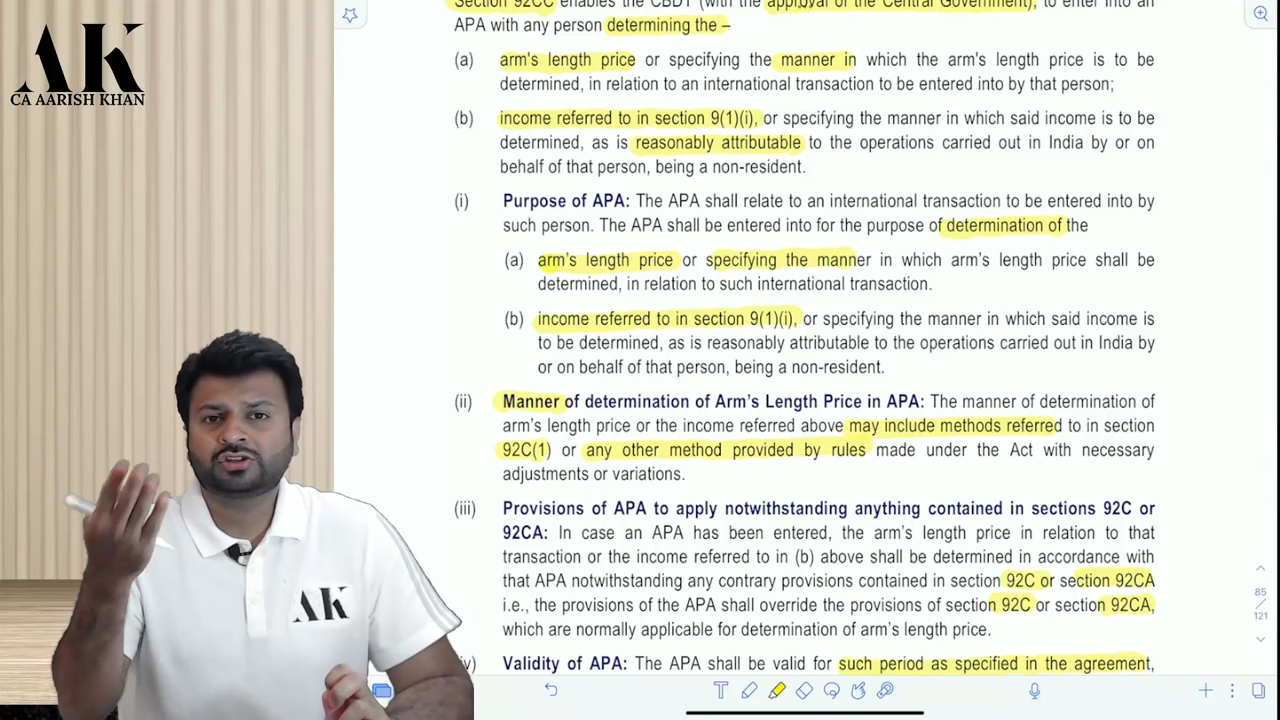 AK
CA AARISH KHAN
Section 92CC enables the CBDT (with the approval of the Central Government), to enter into an
APA with any person determining the –
(a) arm's length price or specifying the manner in which the arm's length price is to be
determined, in relation to an international transaction to be entered into by that person;
(b) income referred to in section 9(1)(i), or specifying the manner in which said income is to be
determined, as is reasonably attributable to the operations carried out in India by or on
behalf of that person, being a non-resident.
(i) Purpose of APA: The APA shall relate to an international transaction to be entered into by
such person. The APA shall be entered into for the purpose of determination of the
(a) arm's length price or specifying the manner in which arm's length price shall be
determined, in relation to such international transaction.
(b) income referred to in section 9(1)(i), or specifying the manner in which said income is
to be determined, as is reasonably attributable to the operations carried out in India by
or on behalf of that person, being a non-resident.
(ii) Manner of determination of Arm's Length Price in APA: The manner of determination of
arm's length price or the income referred above may include methods referred to in section
92C(1) or any other method provided by rules made under the Act with necessary
adjustments or variations.
(iii) Provisions of APA to apply notwithstanding anything contained in sections 92C or
92CA: In case an APA has been entered, the arm's length price in relation to that
transaction or the income referred to in (b) above shall be determined in accordance with
that APA notwithstanding any contrary provisions contained in section 92C or section 92CA
i.e., the provisions of the APA shall override the provisions of section 92C or section 92CA,
which are normally applicable for determination of arm's length price.
iv) Validity of APA: The APA shall be valid for such period as specified in the agreement,
AK
85
121
T